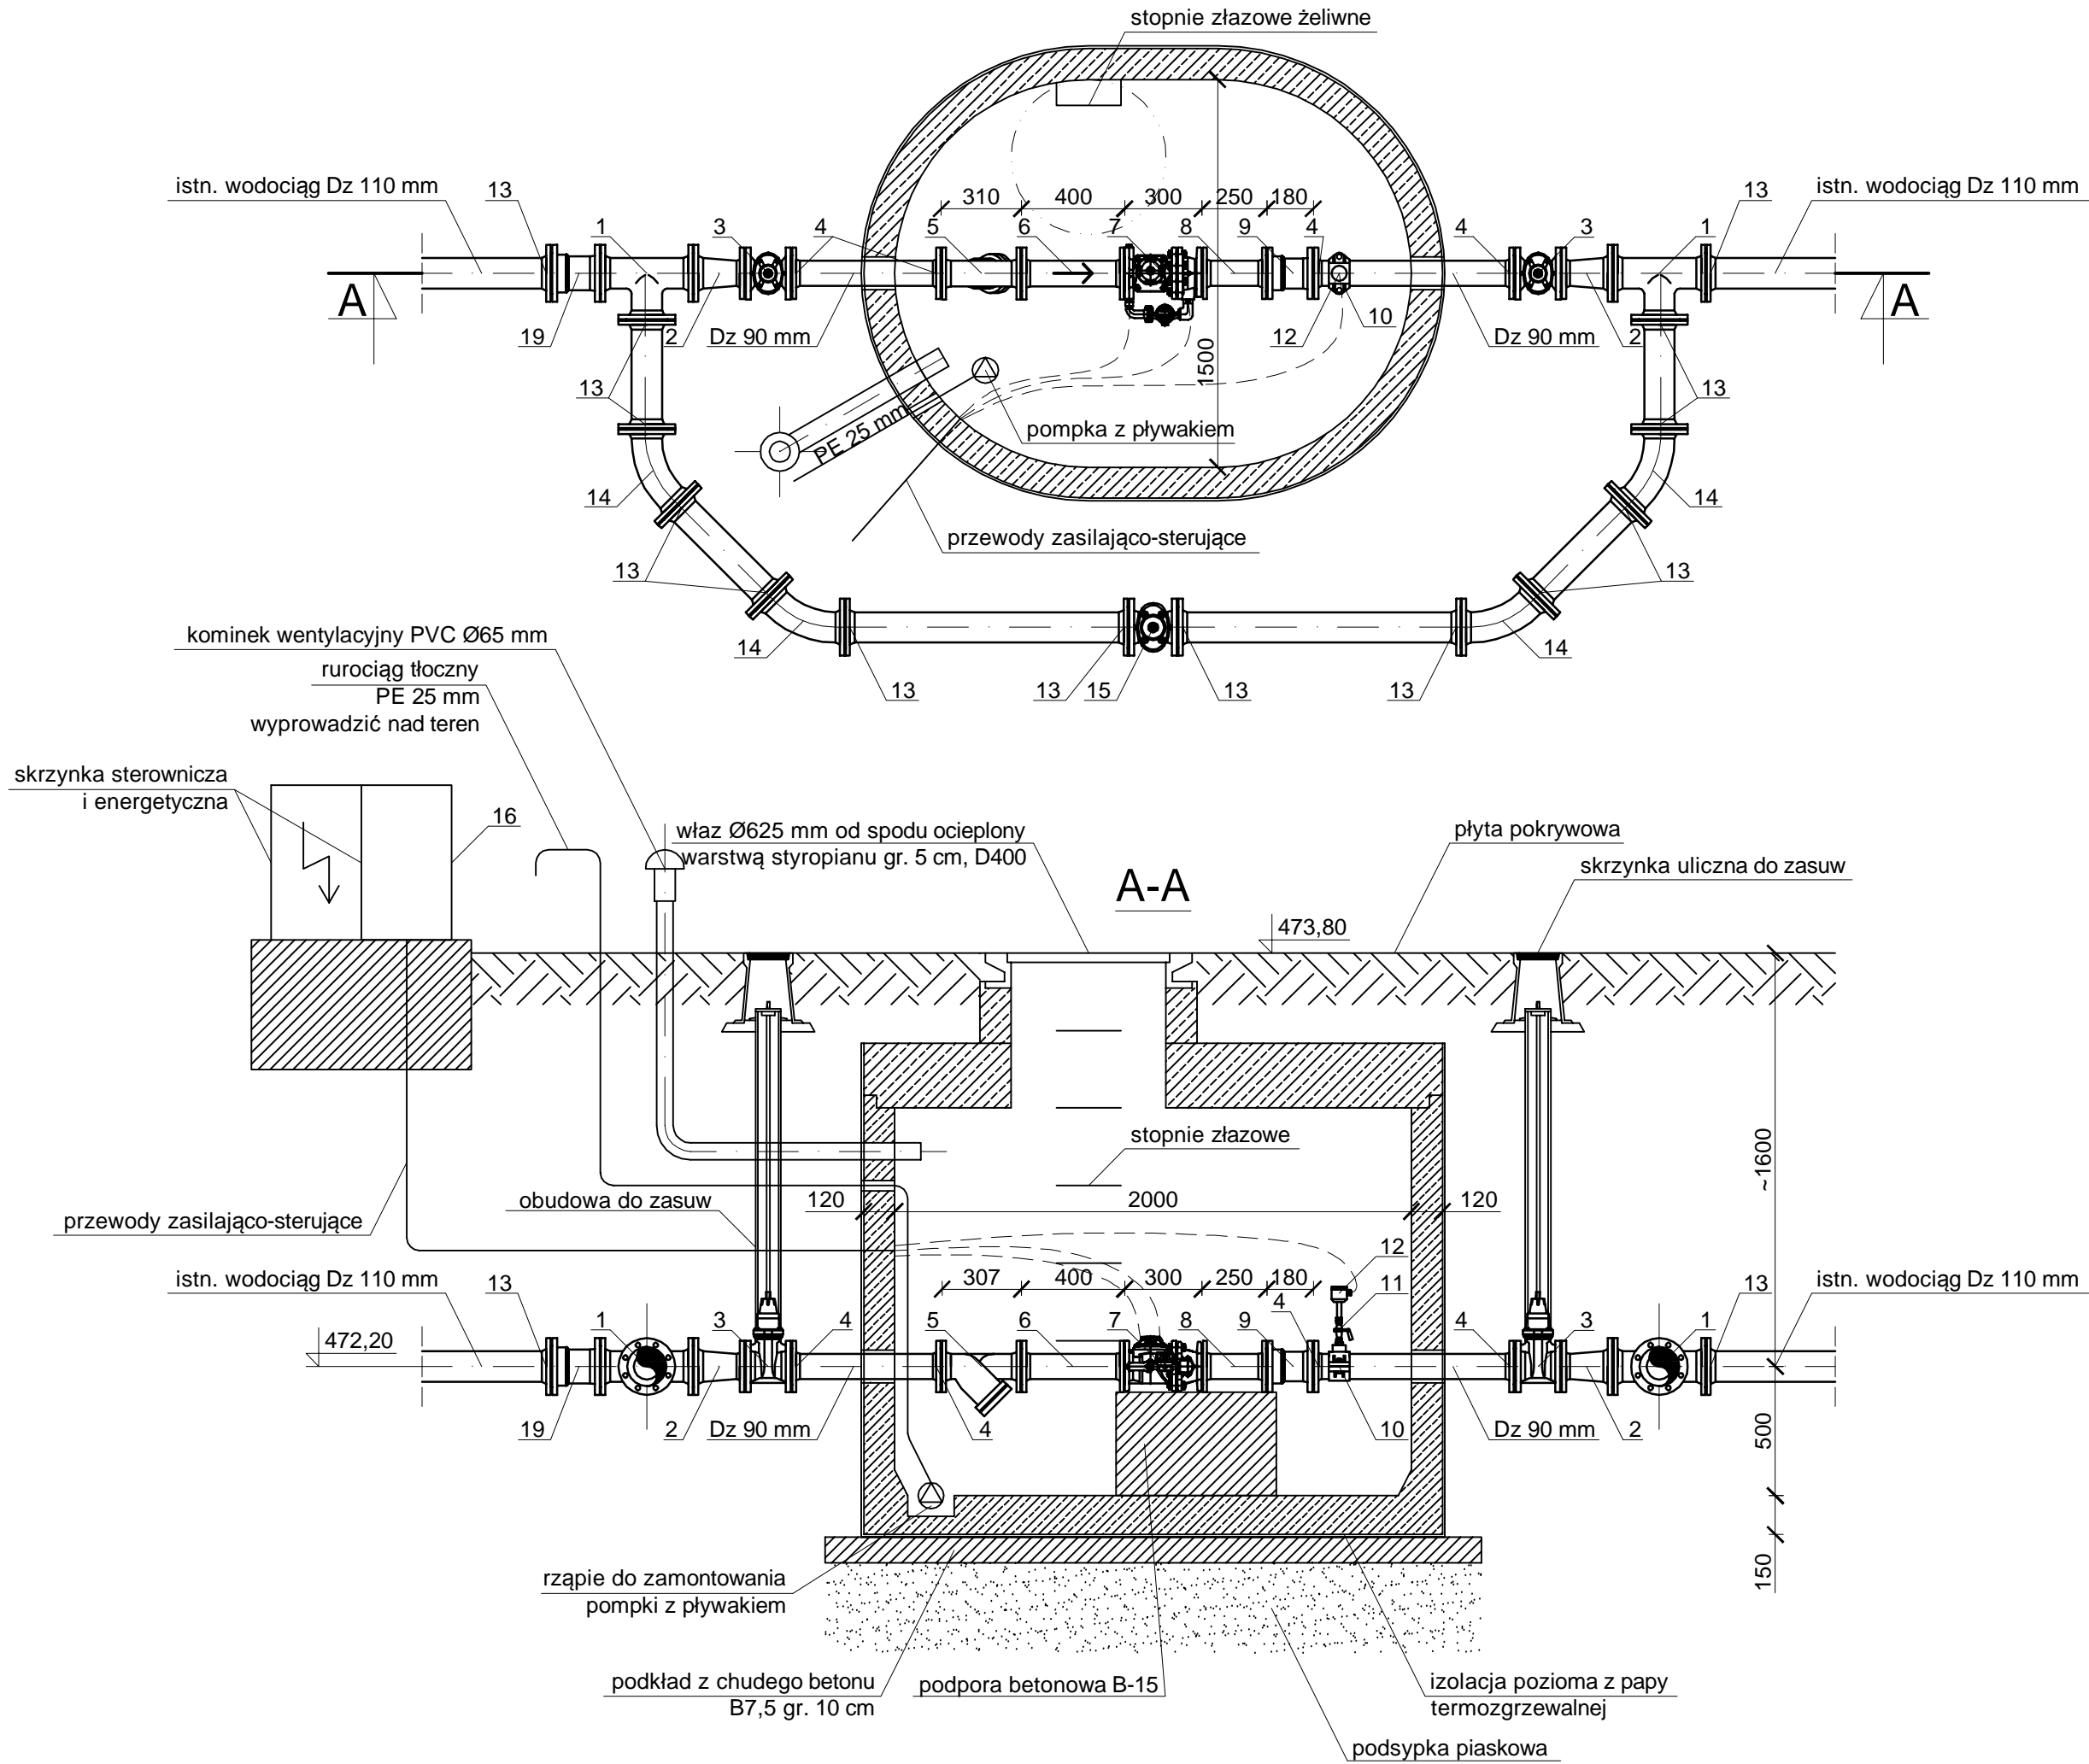 stopnie złazowe żeliwne
istn. wodociąg Dz 110 mm
13
1
3
4
5
310
400
300
250
180
6
7
8
9
4
4
3
1
13
istn. wodociąg Dz 110 mm
A
A
19
2
Dz 90 mm
12
10
Dz 90 mm
2
1500
13
PE 25 mm
pompka z pływakiem
13
14
14
przewody zasilająco-sterujące
13
13
14
14
13
13
15
13
13
kominek wentylacyjny PVC Ø65 mm
rurociąg tłoczny
PE 25 mm
wyprowadzić nad teren
skrzynka sterownicza
i energetyczna
16
właz Ø625 mm od spodu ocieplony
warstwą styropianu gr. 5 cm, D400
A-A
płyta pokrywowa
skrzynka uliczna do zasuw
473,80
stopnie złazowe
~1600
obudowa do zasuw
120
2000
120
przewody zasilająco-sterujące
12
11
istn. wodociąg Dz 110 mm
13
1
3
4
5
307
400
300
250
180
6
7
8
9
4
4
3
1
13
istn. wodociąg Dz 110 mm
472,20
19
2
Dz 90 mm
4
10
Dz 90 mm
2
500
150
rząpie do zamontowania
pompki z pływakiem
podkład z chudego betonu
B7,5 gr. 10 cm
podpora betonowa B-15
izolacja pozioma z papy
termozgrzewalnej
podsypka piaskowa